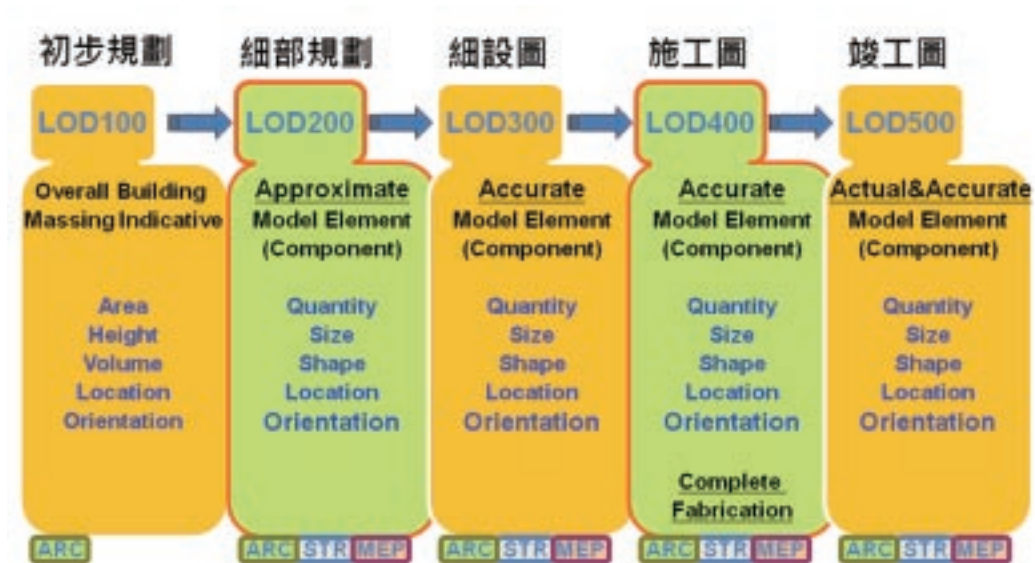 初步規劃
細部規劃
細設圖
施工圖
竣工圖
LOD100
LOD200
LOD300
LOD400
LOD500
Overall Building
Massing Indicative
Area
Height
Volume
Location
Orientation
ARC
Approximate
Model Element
(Component)
Quantity
Size
Shape
Location
Orientation
ARC STR MEP
Accurate
Model Element
(Component)
Quantity
Size
Shape
Location
Orientation
ARC STR MEP
Accurate
Model Element
(Component)
Quantity
Size
Shape
Location
Orientation
Complete
Fabrication
ARC STR MEP
Actual&Accurate
Model Element
(Component)
Quantity
Size
Shape
Location
Orientation
ARC STR MEP